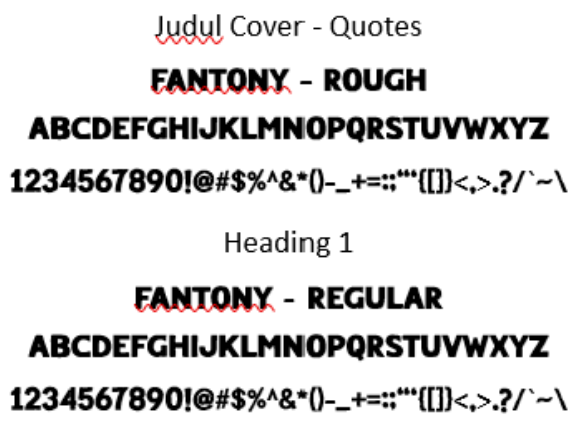 Judul Cover - Quotes
FANTONY - ROUGH
ABCDEFGHIJKLMNOPQRSTUVWXYZ
1234567890!@#$%^&*()-_+=:;"'{[]}<,>.?/`~\
Heading 1
FANTONY - REGULAR
ABCDEFGHIJKLMNOPQRSTUVWXYZ
1234567890!@#$%^&*()-_+=:;"'{[]}<,>.?/`~\